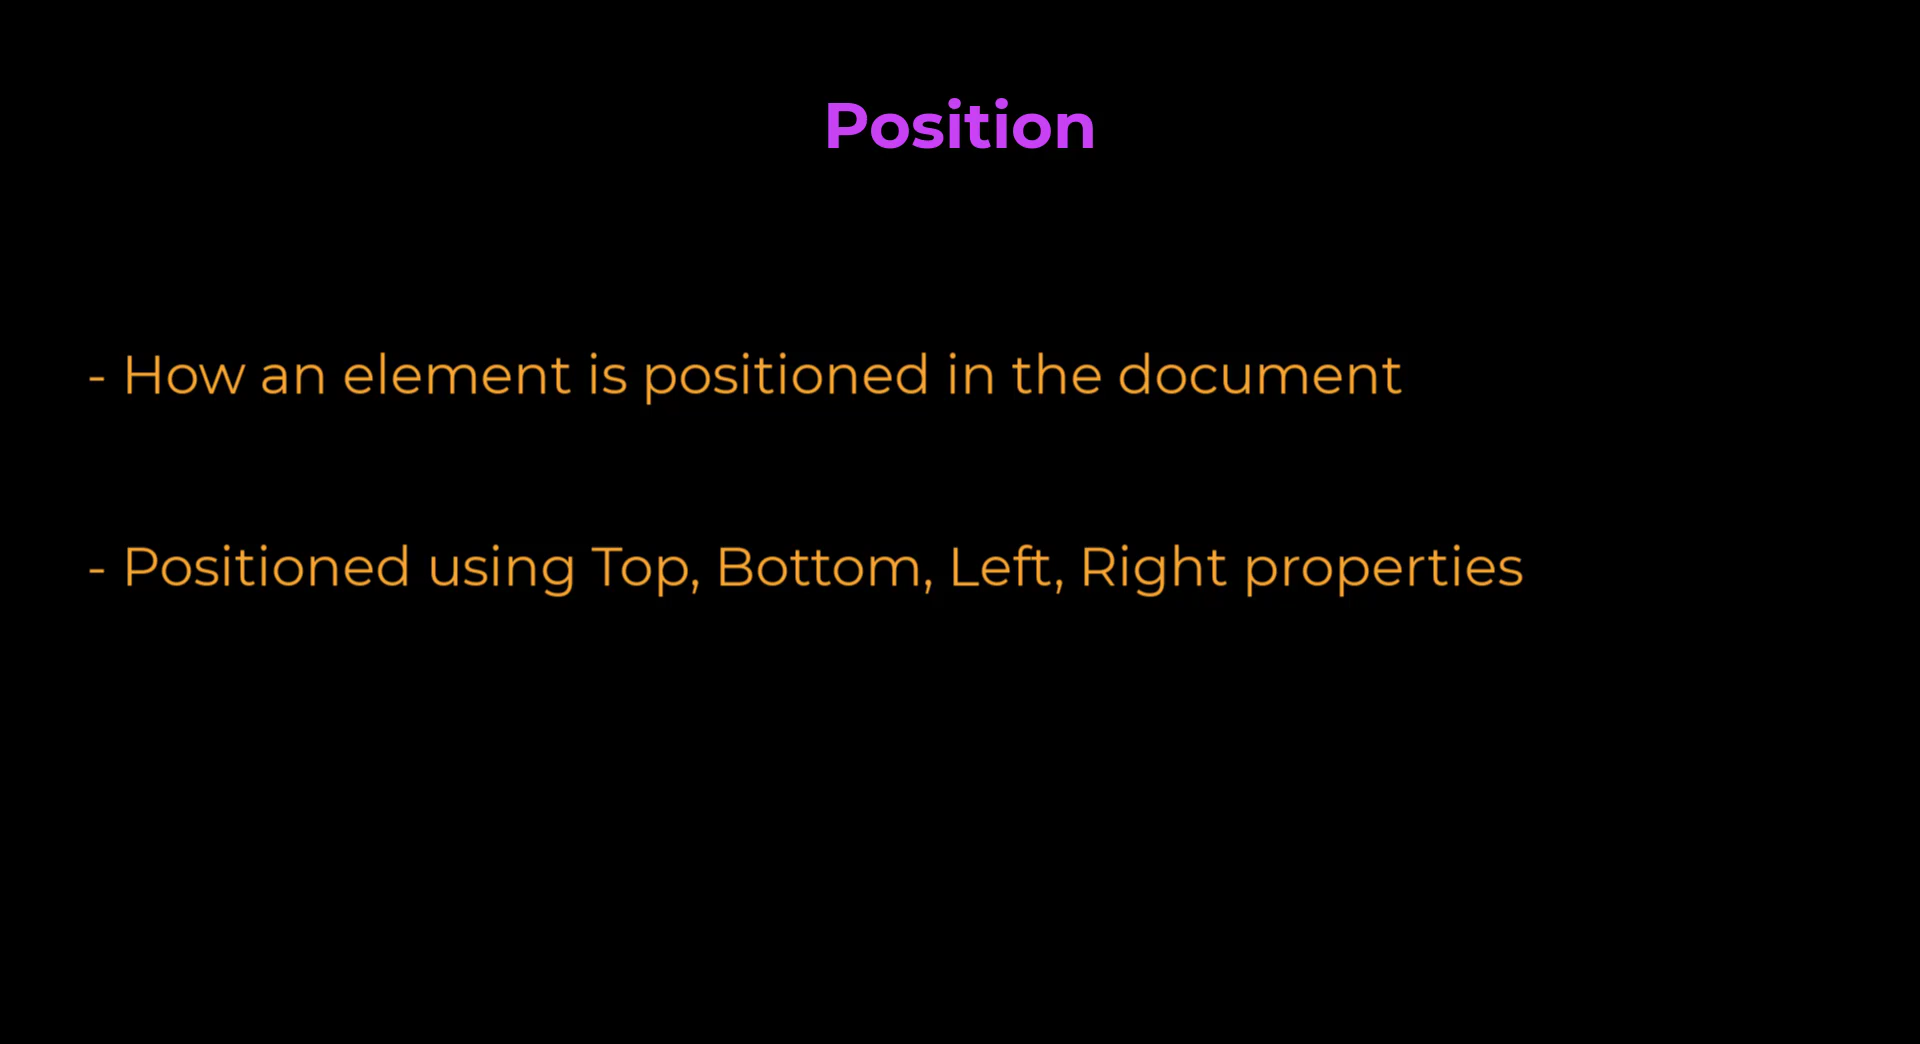 Position
- How an element is positioned in the document
- Positioned using Top, Bottom, Left, Right properties